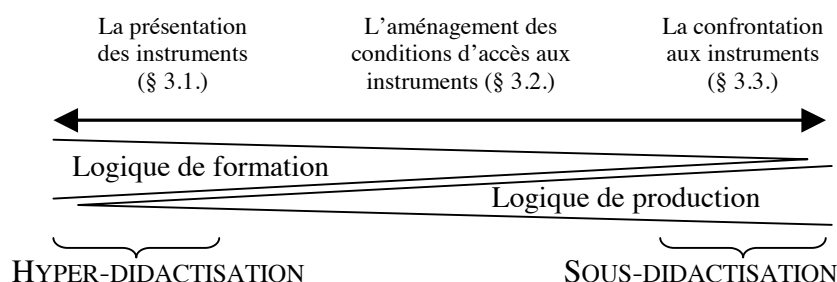 La présentation
des instruments
(§ 3.1.)
L'aménagement des
conditions d'accès aux
instruments (§ 3.2.)
La confrontation
aux instruments
(§ 3.3.)
Logique de formation
Logique de production
HYPER-DIDACTISATION
SOUS-DIDACTISATION